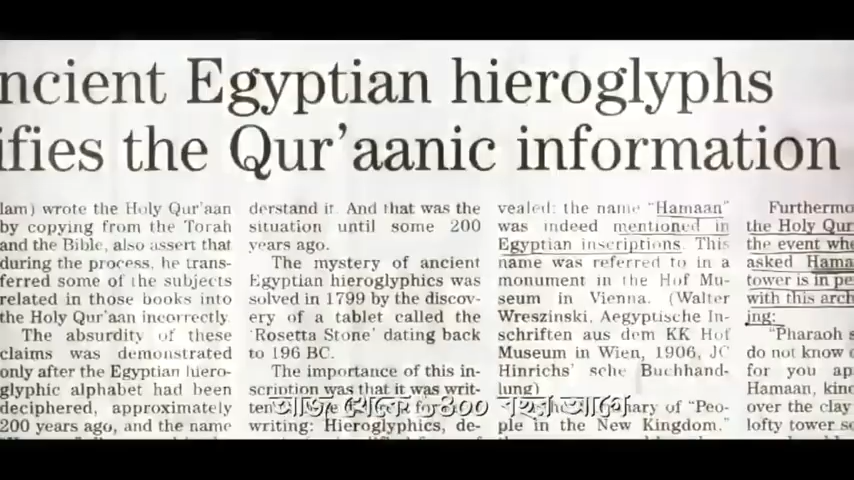 ncient Egyptian hieroglyphs
ifies the Qur'aanic information
lam) wrote the Holy Qur'aan
by copying from the Torah
and the Bible, also assert that
during the process, he trans-
ferred some of the subjects
related in those books into
the Holy Qur'aan incorrectly.
The absurdity of these
claims was demonstrated
only after the Egyptian hiero-
glyphic alphabet had been
deciphered, approximately
200 years ago, and the name
derstand it. And that was the
situation until some 200
years ago.
The mystery of ancient
Egyptian hieroglyphics was
solved in 1799 by the discov-
ery of a tablet called the
'Rosetta Stone' dating back
to 196 BC.
The importance of this in-
scription was that it was writ-
ten
writing: Hieroglyphics, de-
vealed: the name "Hamaan"
was indeed mentioned in
Egyptian inscriptions. This
name was referred to in a
monument in the Hof Mu-
seum in Vienna. (Walter
Wreszinski, Aegyptische In-
schriften aus dem KK Hof
Museum in Wien, 1906, JC
Hinrichs' sche Buchhand-
lung)
ary of "Peo-
ple in the New Kingdom."
Furthermo
the Holy Qur
the event whe
asked Hama
tower is in pe
with this arch
ing:
"Pharaoh s
do not know o
for you ap
Hamaan, kind
over the clay
lofty tower so
আজ থেকে ১৪০০ বছর আগে